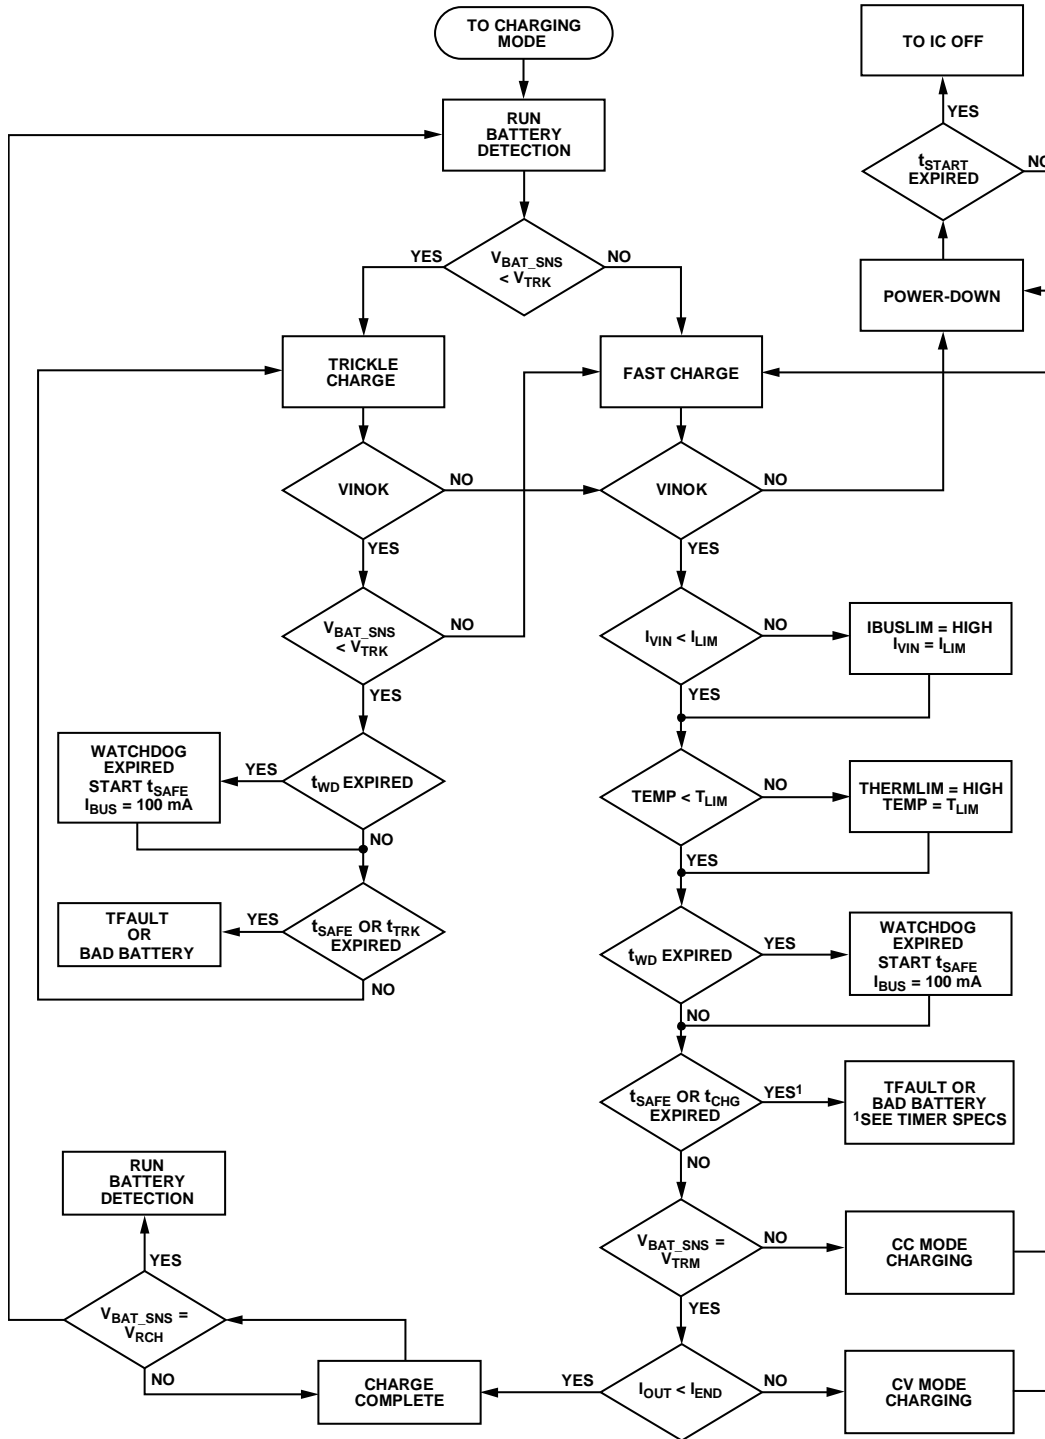 TO CHARGING
MODE
TO IC OFF
YES
RUN
BATTERY
DETECTION
tSTART
EXPIRED
NO
YES
VBAT_SNS
< VTRK
NO
POWER-DOWN
TRICKLE
CHARGE
FAST CHARGE
VINOK
NO
VINOK
NO
YES
YES
VBAT_SNS
< VTRK
NO
IVIN < ILIM
NO
IBUSLIM = HIGH
IVIN = ILIM
YES
YES
WATCHDOG
EXPIRED
START tSAFE
IBUS = 100 mA
YES
tWD EXPIRED
TEMP < TLIM
NO
THERMLIM = HIGH
TEMP = TLIM
NO
YES
TFAULT
OR
BAD BATTERY
YES
tSAFE OR tTRK
EXPIRED
NO
tWD EXPIRED
YES
WATCHDOG
EXPIRED
START tSAFE
IBUS = 100 mA
NO
tSAFE OR tCHG
EXPIRED
YES¹
TFAULT OR
BAD BATTERY
¹SEE TIMER SPECS
NO
RUN
BATTERY
DETECTION
YES
VBAT_SNS =
VTRM
NO
CC MODE
CHARGING
YES
VBAT_SNS =
VRCH
NO
CHARGE
COMPLETE
YES
IOUT < IEND
NO
CV MODE
CHARGING